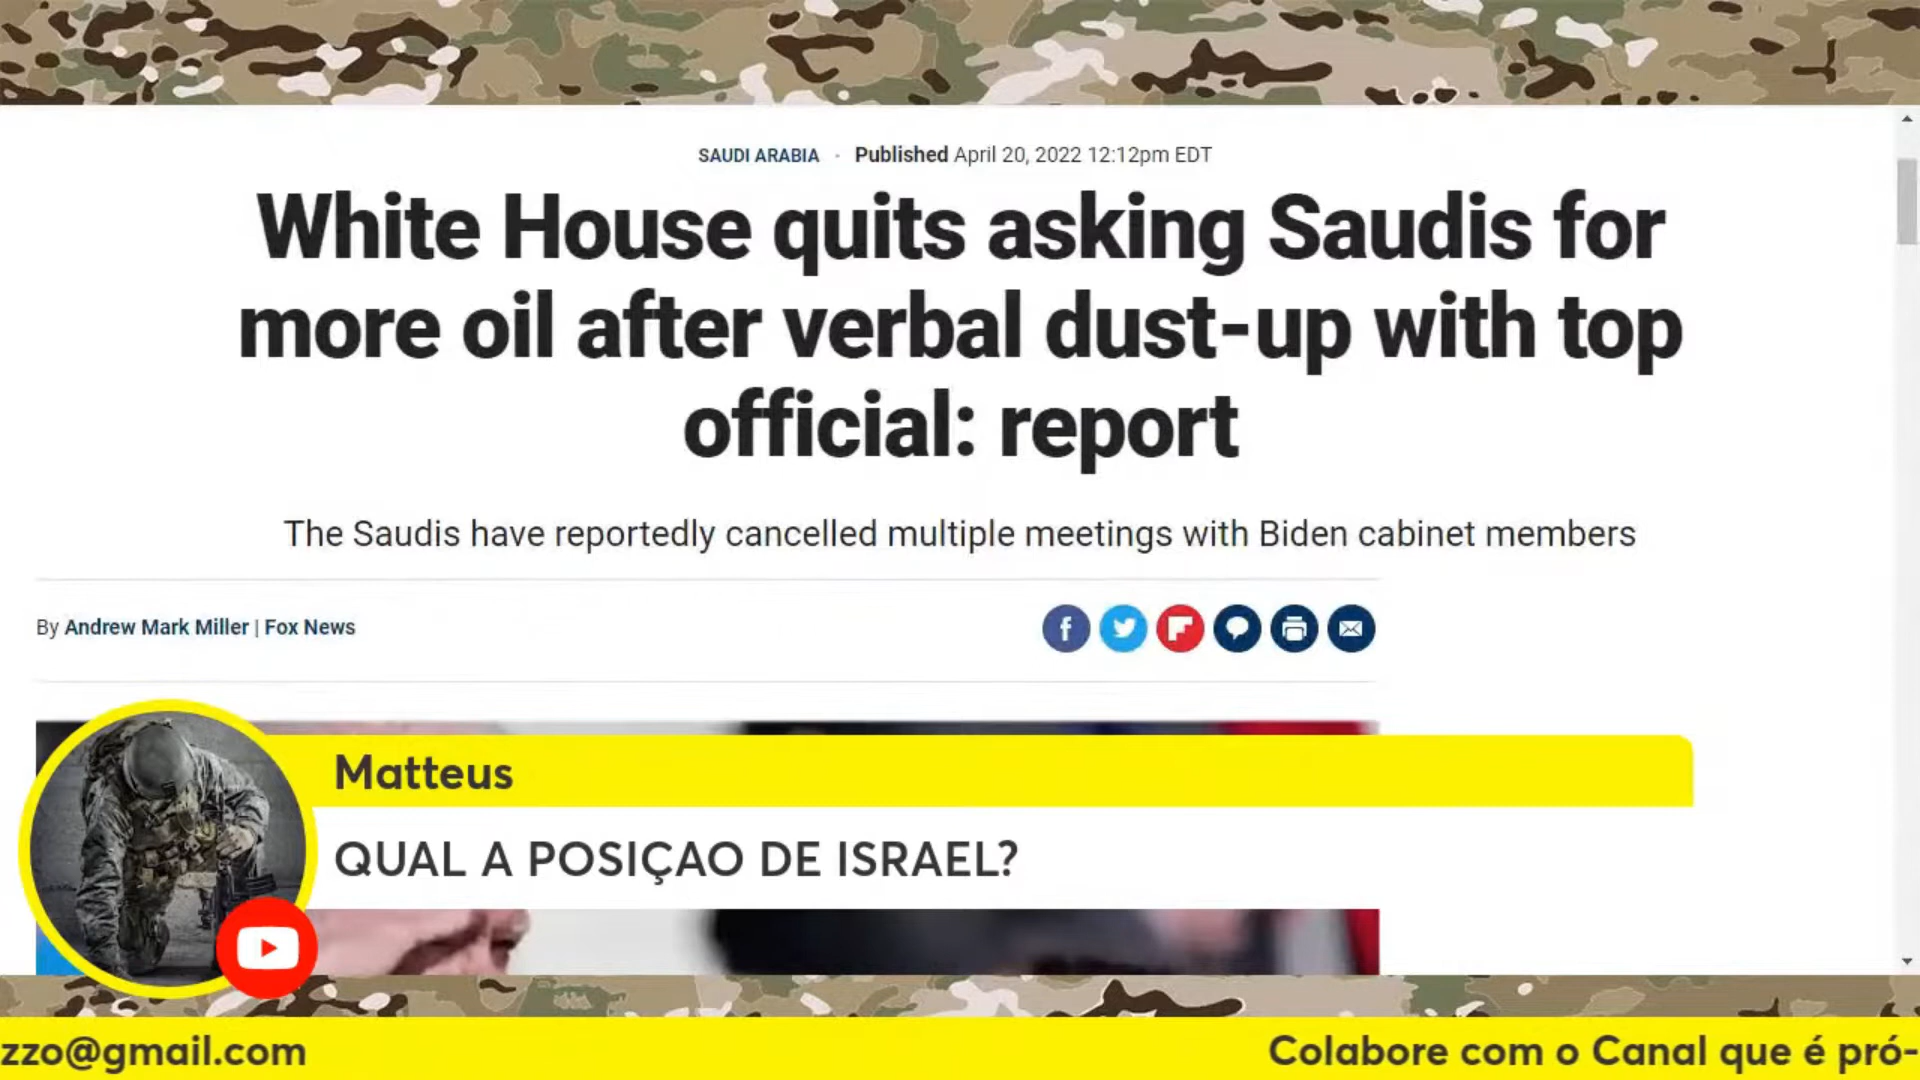 SAUDI ARABIA · Published April 20, 2022 12:12pm EDT
White House quits asking Saudis for
more oil after verbal dust-up with top
official: report
The Saudis have reportedly cancelled multiple meetings with Biden cabinet members
By Andrew Mark Miller | Fox News
Matteus
QUAL A POSIÇAO DE ISRAEL?
zzo@gmail.com Colabore com o Canal que é pró-